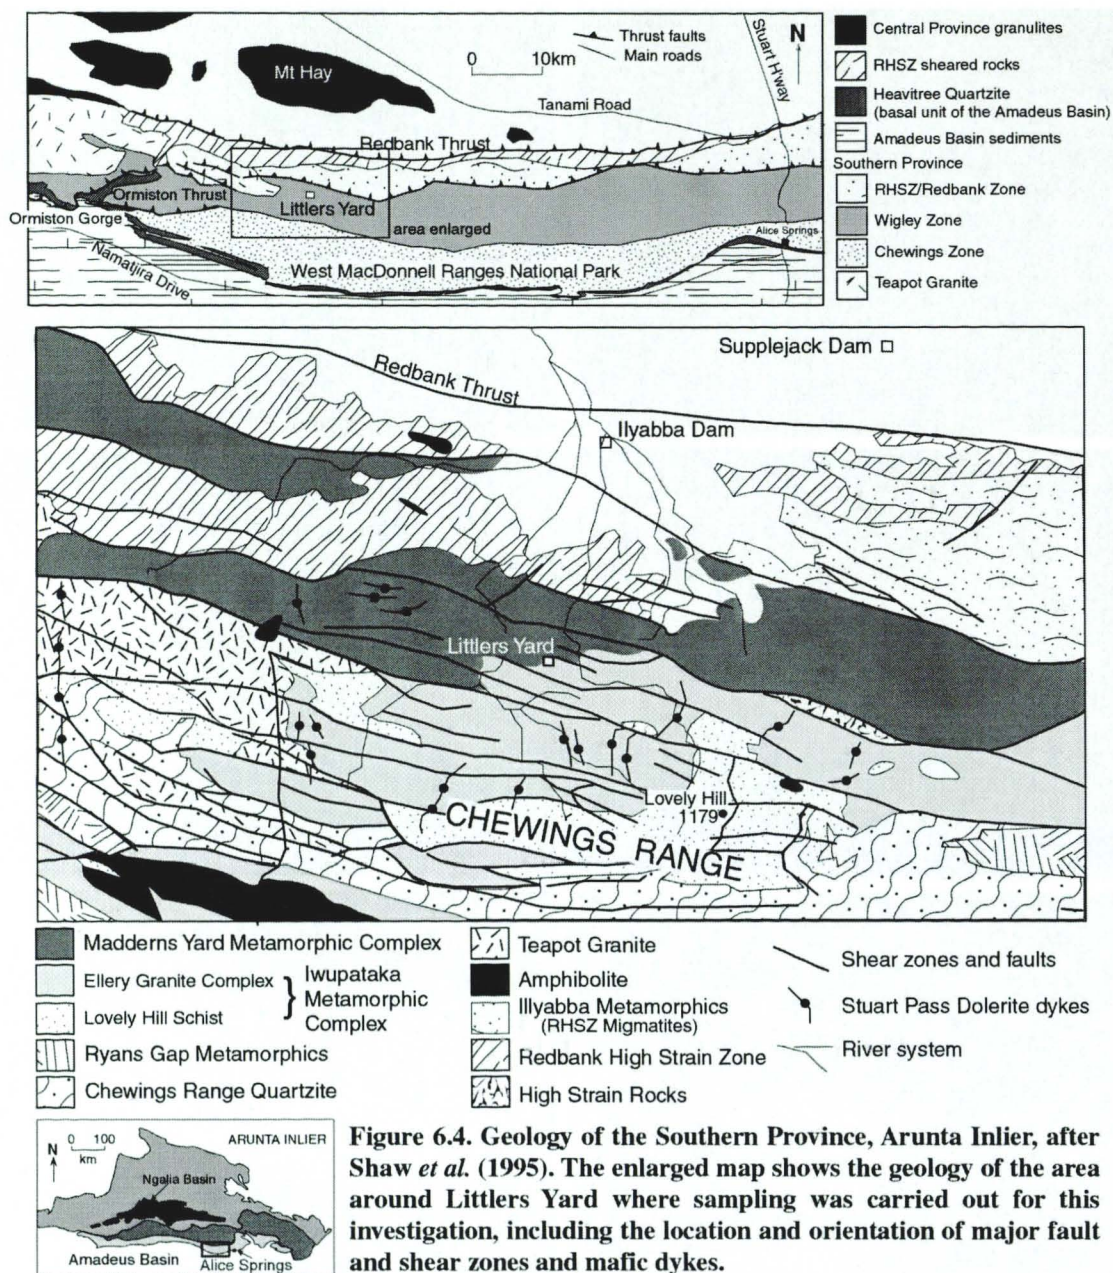 Mt Hay
0 10km
Thrust faults
Main roads
Stuart H'way
N
Tanami Road
Redbank Thrust
Ormiston Thrust
Littlers Yard
Ormiston Gorge
area enlarged
Alice Springs
Namatjira Drive
West MacDonnell Ranges National Park
Central Province granulites
RHSZ sheared rocks
Heavitree Quartzite
(basal unit of the Amadeus Basin)
Amadeus Basin sediments
Southern Province
RHSZ/Redbank Zone
Wigley Zone
Chewings Zone
Teapot Granite
Supplejack Dam
Redbank Thrust
Ilyabba Dam
Littlers Yard
Lovely Hill
1179
CHEWINGS RANGE
Madderns Yard Metamorphic Complex
Ellery Granite Complex
Lovely Hill Schist
} Iwupataka
Metamorphic
Complex
Ryans Gap Metamorphics
Chewings Range Quartzite
Teapot Granite
Amphibolite
Illyabba Metamorphics
(RHSZ Migmatites)
Redbank High Strain Zone
High Strain Rocks
Shear zones and faults
Stuart Pass Dolerite dykes
River system
N
0 100
km
ARUNTA INLIER
Ngalia Basin
Amadeus Basin
Alice Springs
Figure 6.4. Geology of the Southern Province, Arunta Inlier, after
Shaw et al. (1995). The enlarged map shows the geology of the area
around Littlers Yard where sampling was carried out for this
investigation, including the location and orientation of major fault
and shear zones and mafic dykes.